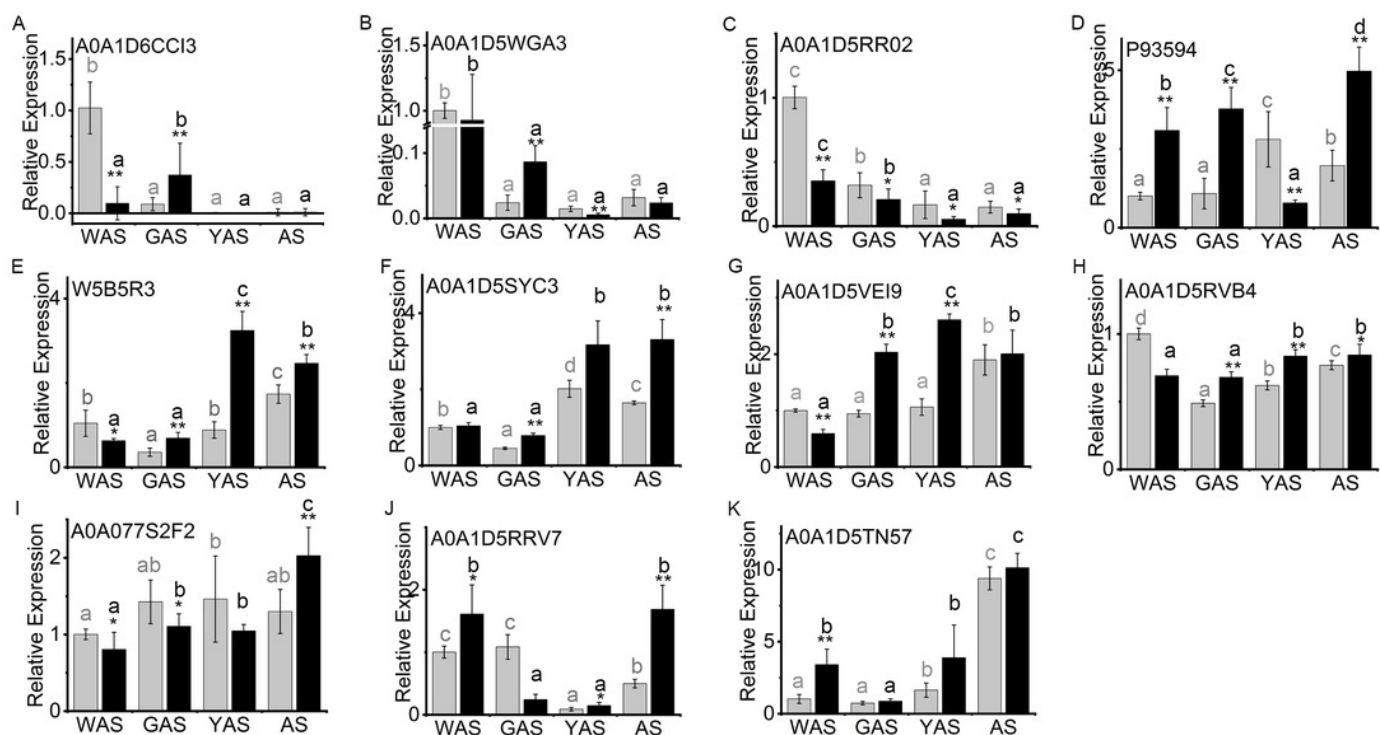 A
A0A1D6CCI3
Relative Expression
1.5
1.0
0.5
0.0
b
a
**
a
b
**
a
a
a
a
WAS GAS YAS AS
B
A0A1D5WGA3
Relative Expression
1.5
1.0
0.1
0.0
b
b
a
a
**
a
a
**
a
a
WAS GAS YAS AS
C
A0A1D5RR02
Relative Expression
1
0
c
c
**
b
b
*
a
a
*
a
a
*
WAS GAS YAS AS
D
P93594
Relative Expression
5
0
a
b
**
a
c
**
c
a
**
b
d
**
WAS GAS YAS AS
E
W5B5R3
Relative Expression
4
0
b
a
*
a
a
**
b
c
**
c
b
**
WAS GAS YAS AS
F
A0A1D5SYC3
Relative Expression
4
2
0
b
a
a
a
**
d
b
c
b
**
WAS GAS YAS AS
G
A0A1D5VEI9
Relative Expression
2
0
a
a
**
a
b
**
a
c
**
b
b
WAS GAS YAS AS
H
A0A1D5RVB4
Relative Expression
1
0
d
a
a
a
**
b
b
**
c
b
*
WAS GAS YAS AS
I
A0A077S2F2
Relative Expression
2
1
0
a
a
*
ab
b
*
b
b
ab
c
**
WAS GAS YAS AS
J
A0A1D5RRV7
Relative Expression
2
0
c
b
*
c
a
a
a
*
b
b
**
WAS GAS YAS AS
K
A0A1D5TN57
Relative Expression
10
5
0
a
b
**
a
a
b
b
c
c
WAS GAS YAS AS